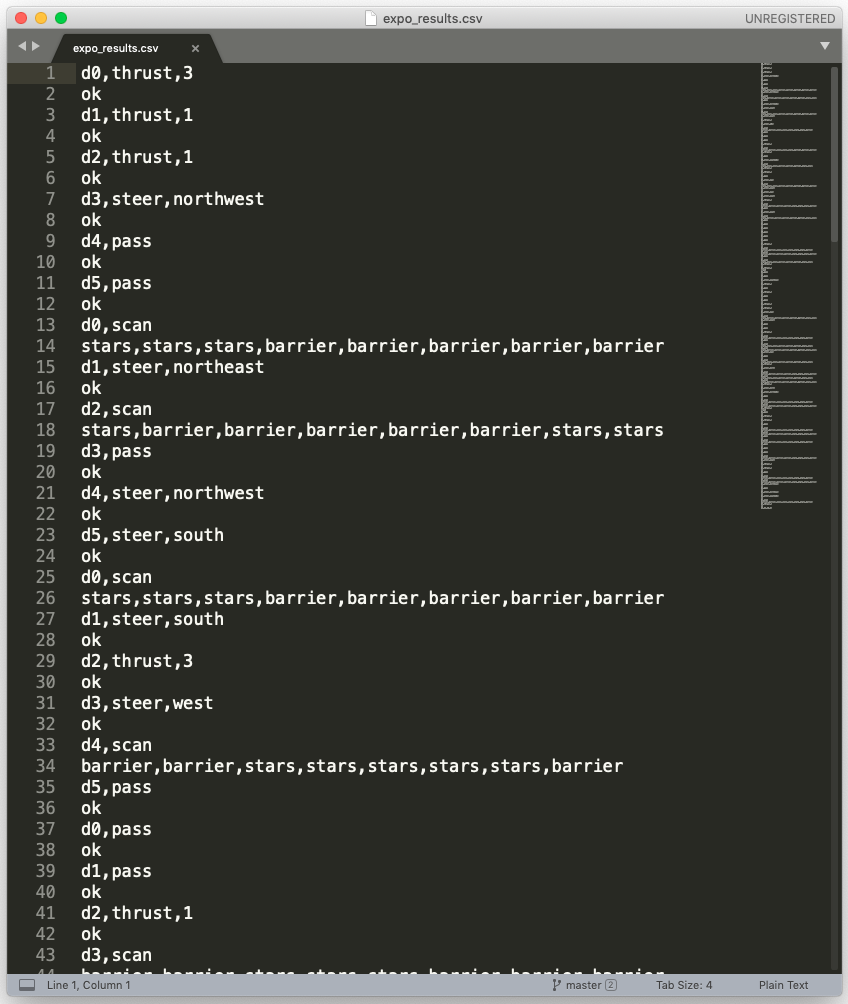 expo_results.csv
UNREGISTERED
expo_results.csv
1 d0,thrust,3
2 ok
3 d1,thrust,1
4 ok
5 d2,thrust,1
6 ok
7 d3,steer,northwest
8 ok
9 d4,pass
10 ok
11 d5,pass
12 ok
13 d0,scan
14 stars,stars,stars,barrier,barrier,barrier,barrier,barrier
15 d1,steer,northeast
16 ok
17 d2,scan
18 stars,barrier,barrier,barrier,barrier,barrier,stars,stars
19 d3,pass
20 ok
21 d4,steer,northwest
22 ok
23 d5,steer,south
24 ok
25 d0,scan
26 stars,stars,stars,barrier,barrier,barrier,barrier,barrier
27 d1,steer,south
28 ok
29 d2,thrust,3
30 ok
31 d3,steer,west
32 ok
33 d4,scan
34 barrier,barrier,stars,stars,stars,stars,stars,barrier
35 d5,pass
36 ok
37 d0,pass
38 ok
39 d1,pass
40 ok
41 d2,thrust,1
42 ok
43 d3,scan
44 barrier,barrier,stars,stars,stars,barrier,barrier,barrier
Line 1, Column 1
master 2
Tab Size: 4
Plain Text